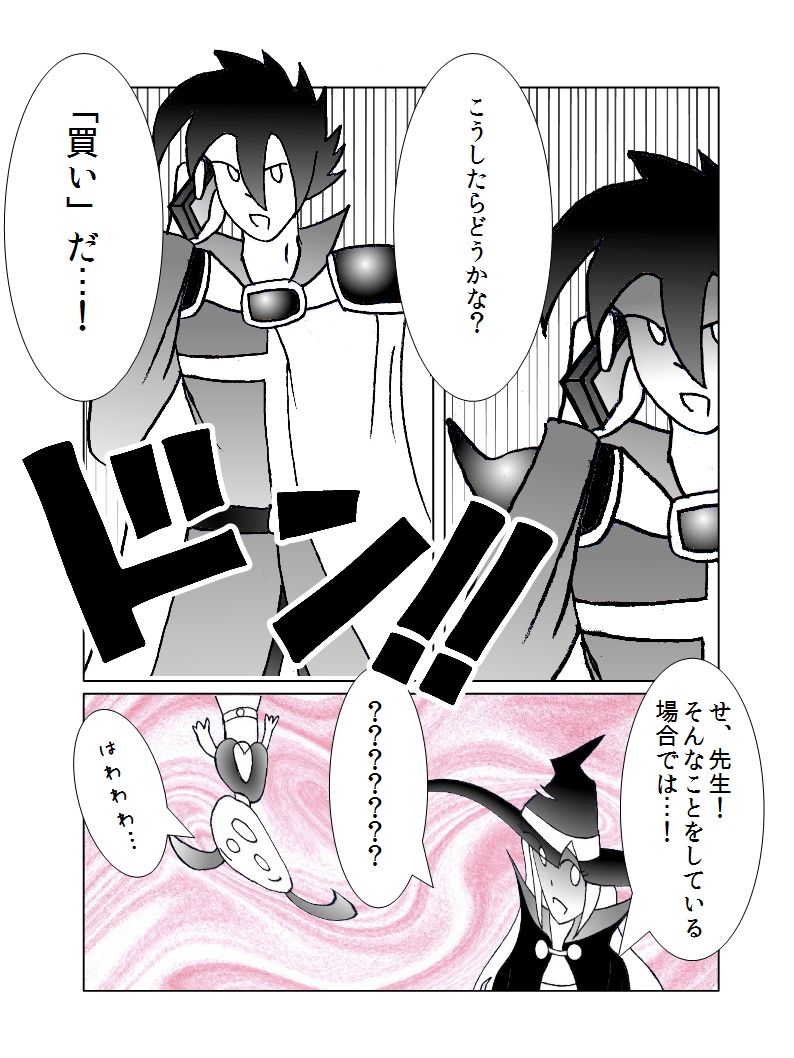 こうしたらどうかな？
「買い」だ…！
ドン!!
せ、先生！
そんなことをしている
場合では…！
？？？？？？？
はわわわ…